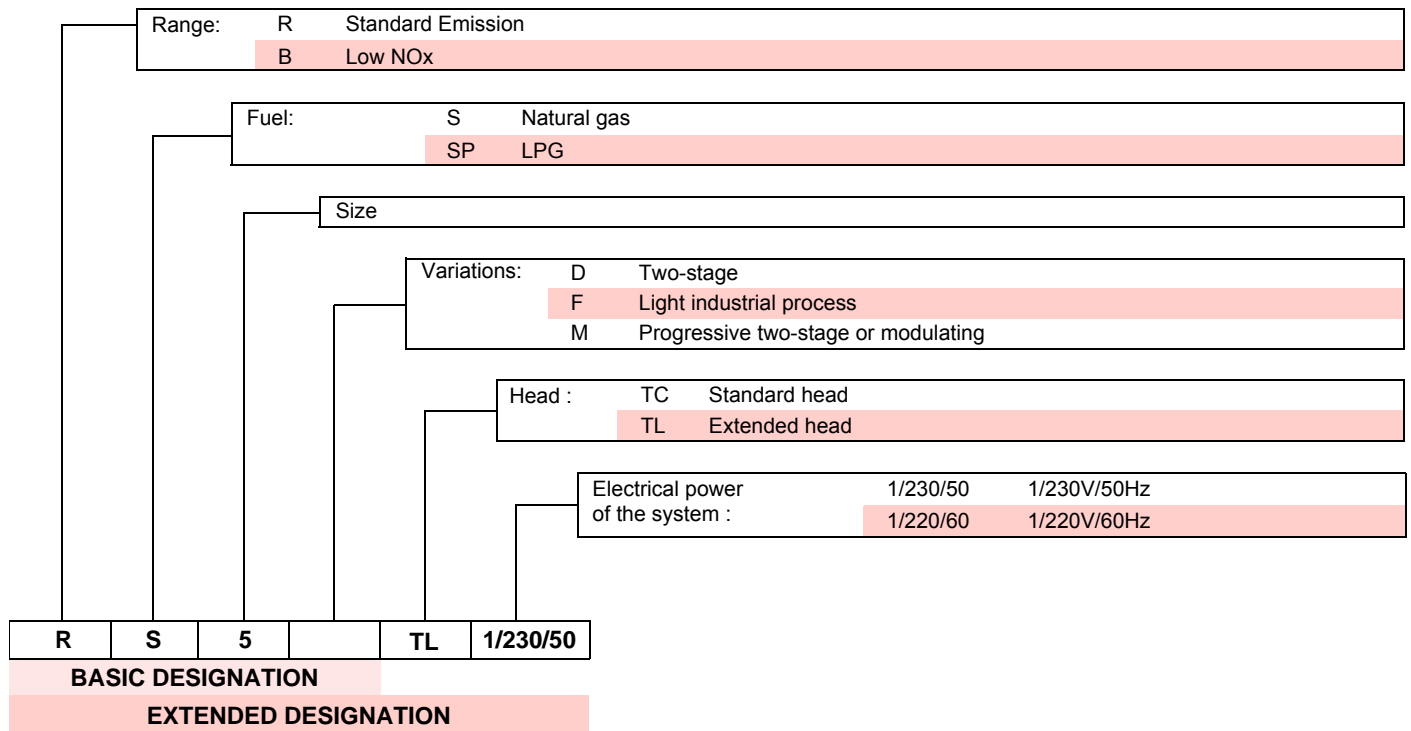 Range: R Standard Emission
B Low NOx
Fuel: S Natural gas
SP LPG
Size
Variations: D Two-stage
F Light industrial process
M Progressive two-stage or modulating
Head : TC Standard head
TL Extended head
Electrical power 1/230/50 1/230V/50Hz
of the system : 1/220/60 1/220V/60Hz
R S 5 TL 1/230/50
BASIC DESIGNATION
EXTENDED DESIGNATION